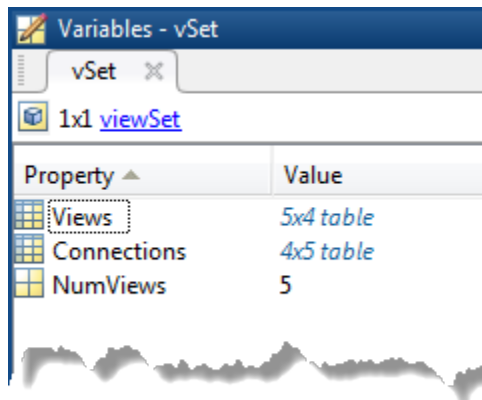 Variables - vSet
vSet
1x1 viewSet
Property Value
Views 5x4 table
Connections 4x5 table
NumViews 5